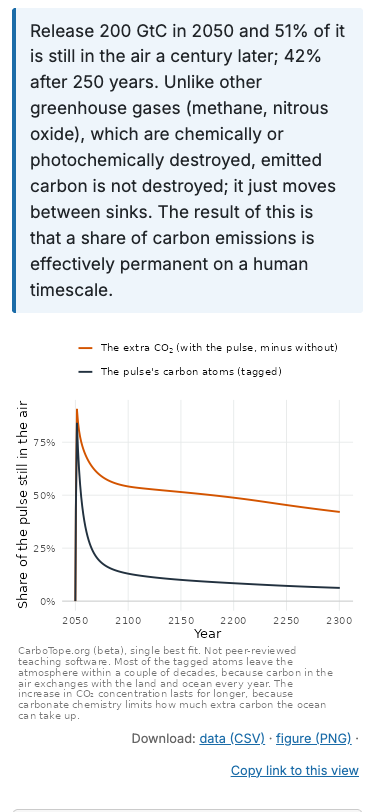 Release 200 GtC in 2050 and 51% of it
is still in the air a century later; 42%
after 250 years. Unlike other
greenhouse gases (methane, nitrous
oxide), which are chemically or
photochemically destroyed, emitted
carbon is not destroyed; it just moves
between sinks. The result of this is
that a share of carbon emissions is
effectively permanent on a human
timescale.
The extra CO₂ (with the pulse, minus without)
The pulse's carbon atoms (tagged)
Share of the pulse still in the air
75%
50%
25%
0%
2050 2100 2150 2200 2250 2300
Year
CarboTope.org (beta), single best fit. Not peer-reviewed
teaching software. Most of the tagged atoms leave the
atmosphere within a couple of decades, because carbon in the
air exchanges with the land and ocean every year. The
increase in CO₂ concentration lasts for longer, because
carbonate chemistry limits how much extra carbon the ocean
can take up.
Download: data (CSV) · figure (PNG) ·
Copy link to this view